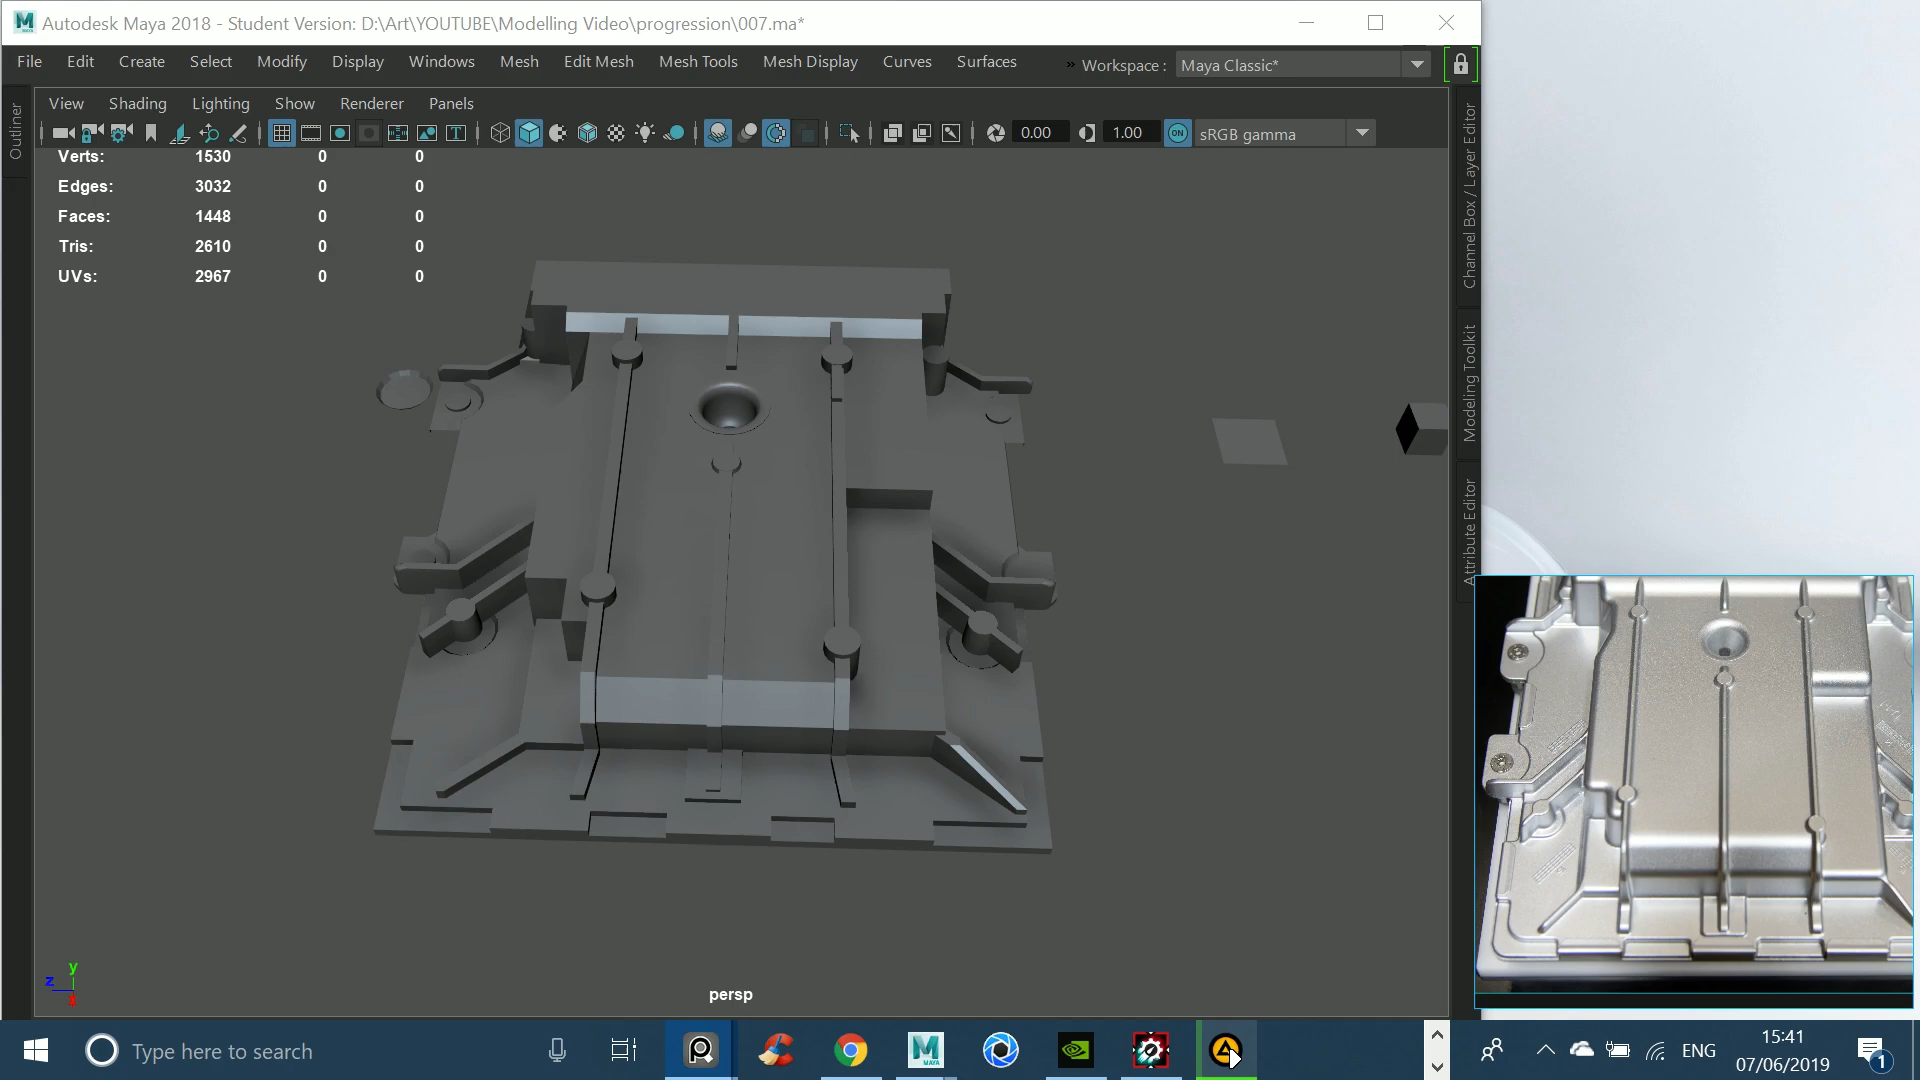 Autodesk Maya 2018 - Student Version: D:\Art\YOUTUBE\Modelling Video\progression\007.ma*
File Edit Create Select Modify Display Windows Mesh Edit Mesh Mesh Tools Mesh Display Curves Surfaces » Workspace : Maya Classic*
View Shading Lighting Show Renderer Panels
0.00 1.00 ON sRGB gamma
Outliner
Verts: 1530 0 0
Edges: 3032 0 0
Faces: 1448 0 0
Tris: 2610 0 0
UVs: 2967 0 0
Channel Box / Layer Editor
Modeling Toolkit
Attribute Editor
y
z
persp
Type here to search
MAYA
ENG
15:41
07/06/2019
1